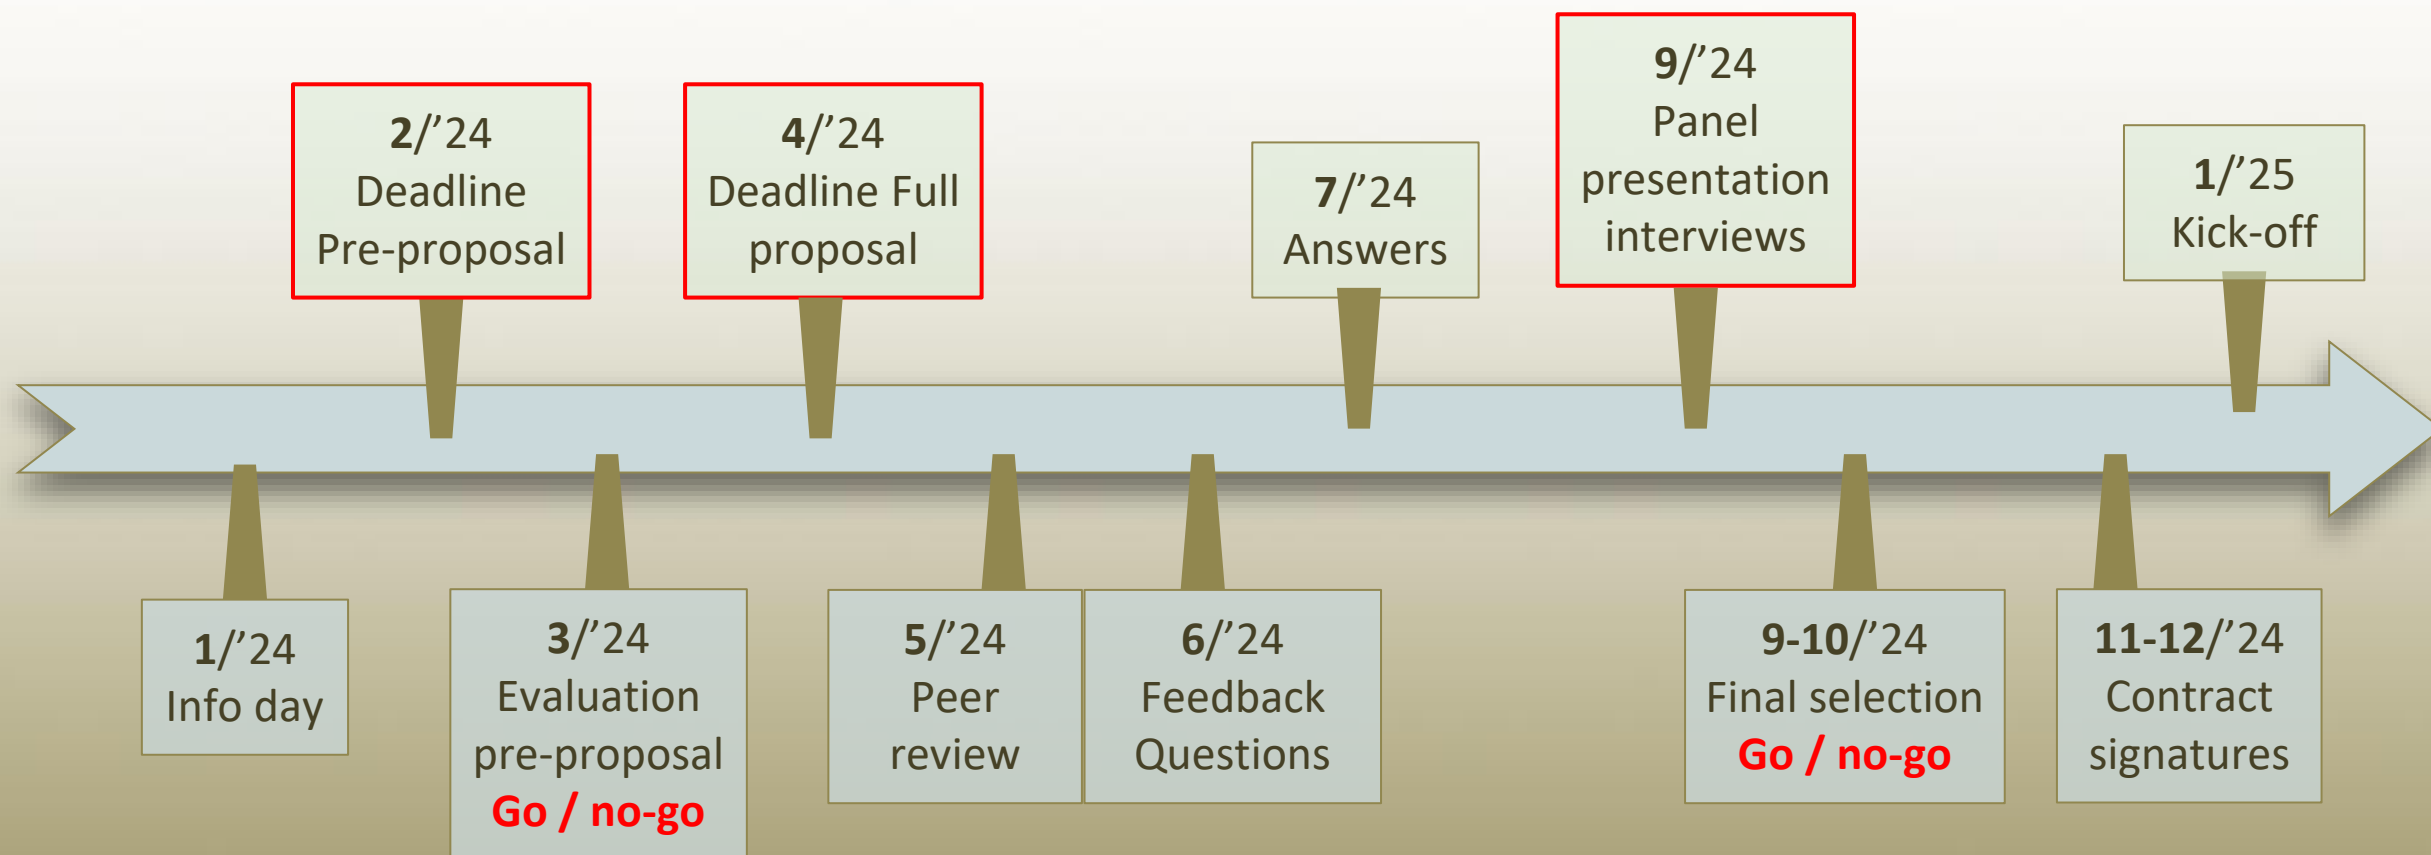 2/’24
Deadline
Pre-proposal
4/’24
Deadline Full
proposal
7/’24
Answers
9/’24
Panel
presentation
interviews
1/’25
Kick-off
1/’24
Info day
3/’24
Evaluation
pre-proposal
Go / no-go
5/’24
Peer
review
6/’24
Feedback
Questions
9-10/’24
Final selection
Go / no-go
11-12/’24
Contract
signatures